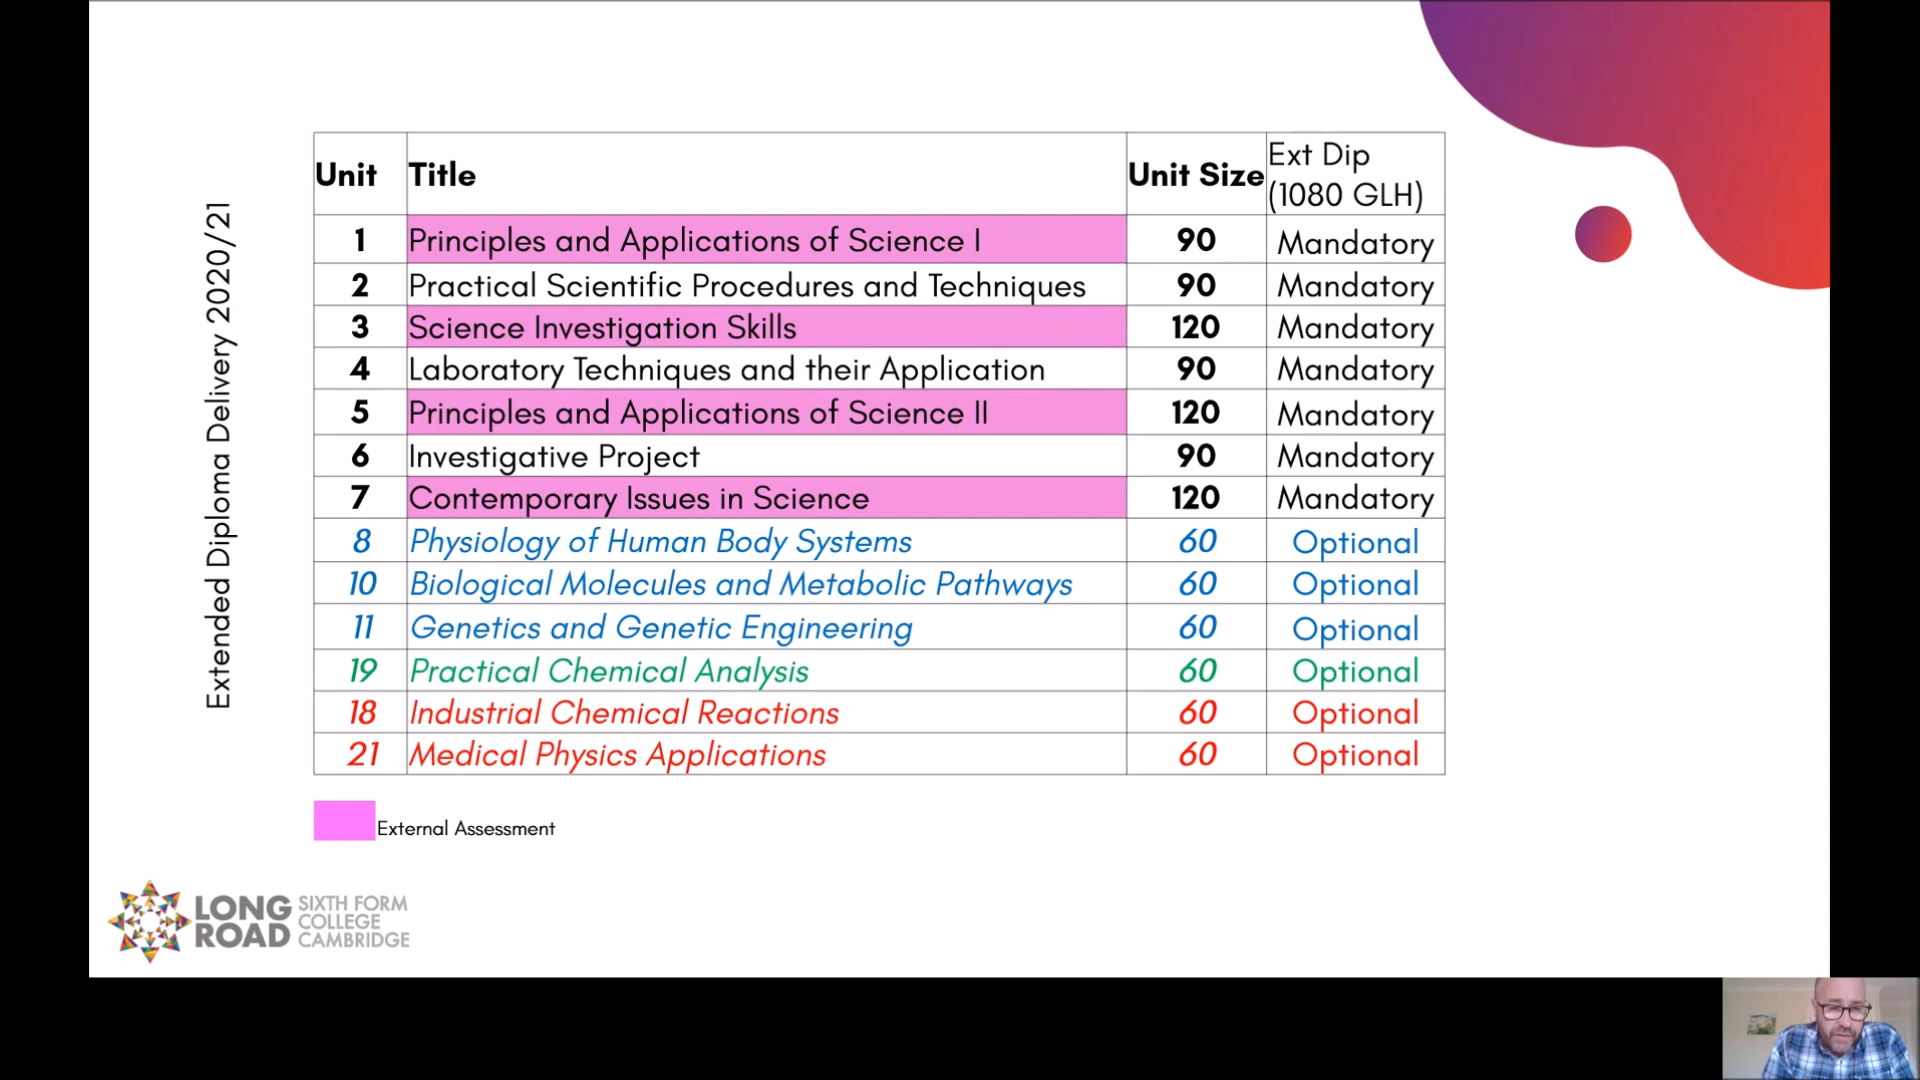 Extended Diploma Delivery 2020/21
Unit Title Unit Size Ext Dip (1080 GLH)
1 Principles and Applications of Science I 90 Mandatory
2 Practical Scientific Procedures and Techniques 90 Mandatory
3 Science Investigation Skills 120 Mandatory
4 Laboratory Techniques and their Application 90 Mandatory
5 Principles and Applications of Science II 120 Mandatory
6 Investigative Project 90 Mandatory
7 Contemporary Issues in Science 120 Mandatory
8 Physiology of Human Body Systems 60 Optional
10 Biological Molecules and Metabolic Pathways 60 Optional
11 Genetics and Genetic Engineering 60 Optional
19 Practical Chemical Analysis 60 Optional
18 Industrial Chemical Reactions 60 Optional
21 Medical Physics Applications 60 Optional
External Assessment
LONG ROAD
SIXTH FORM
COLLEGE
CAMBRIDGE